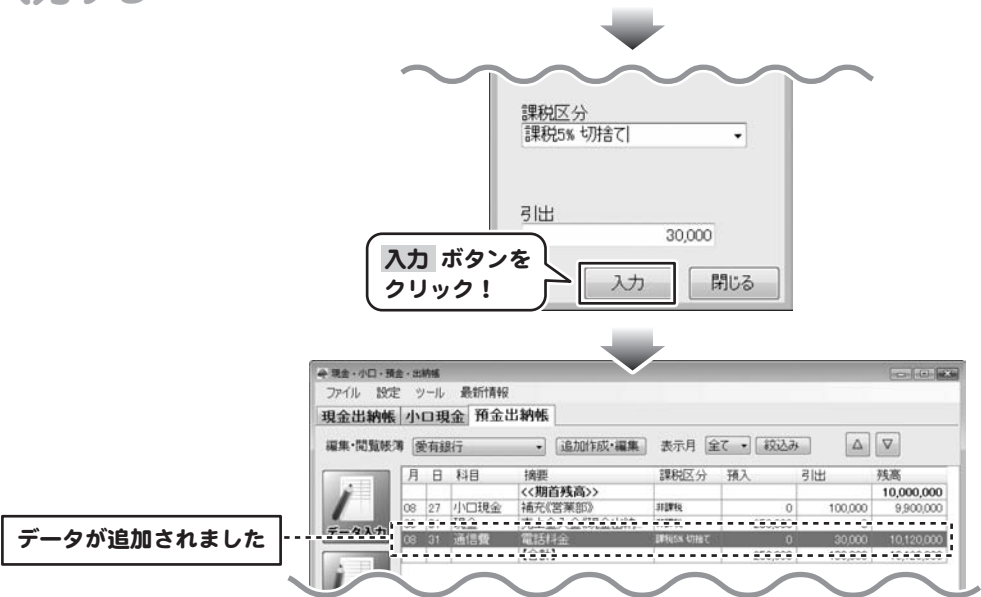 課税区分
課税5% 切捨て
引出
30,000
入力 ボタンを
クリック！
入力 閉じる
現金・小口・預金・出納帳
ファイル 設定 ツール 最新情報
現金出納帳 小口現金 預金出納帳
編集・閲覧帳簿 愛有銀行 追加作成・編集 表示月 全て 絞込み △ ▽
月 日 科目 摘要 課税区分 預入 引出 残高
<<期首残高>> 10,000,000
08 27 小口現金 補充《営業部》 非課税 0 100,000 9,900,000
データ入力
データが追加されました
08 31 通信費 電話料金 課税5% 切捨て 0 30,000 10,120,000